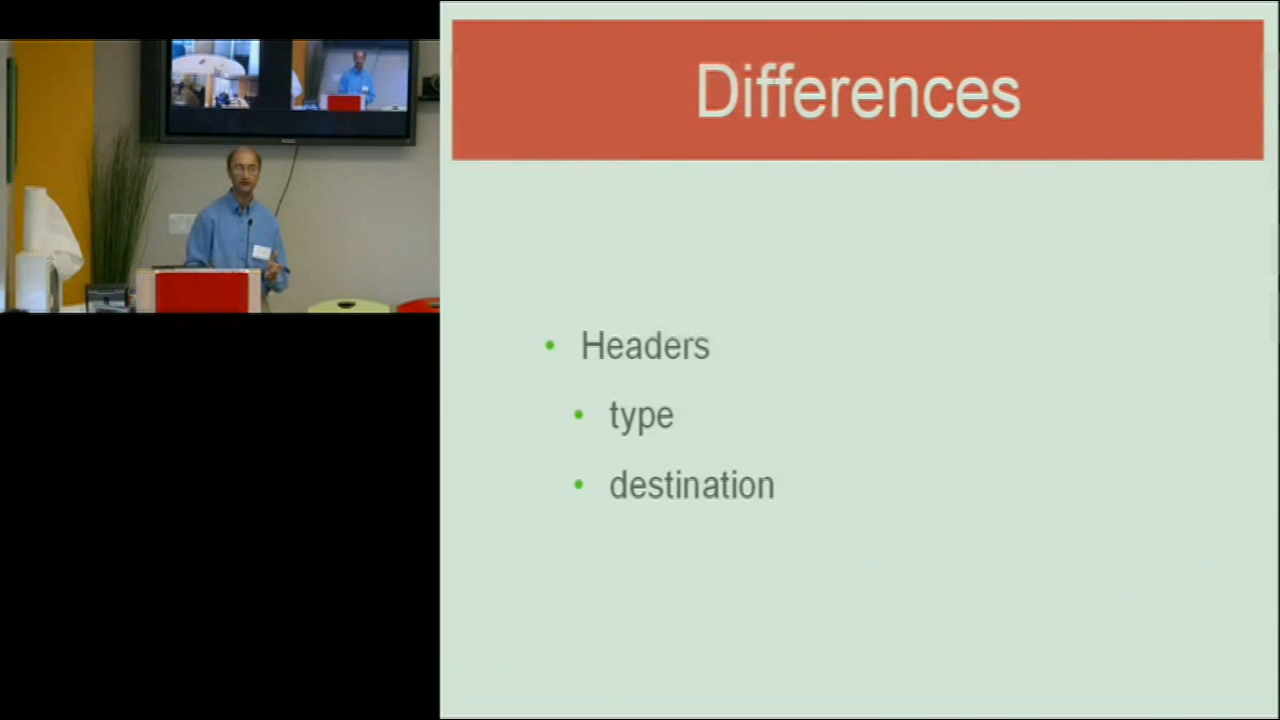 Differences
• Headers
• type
• destination